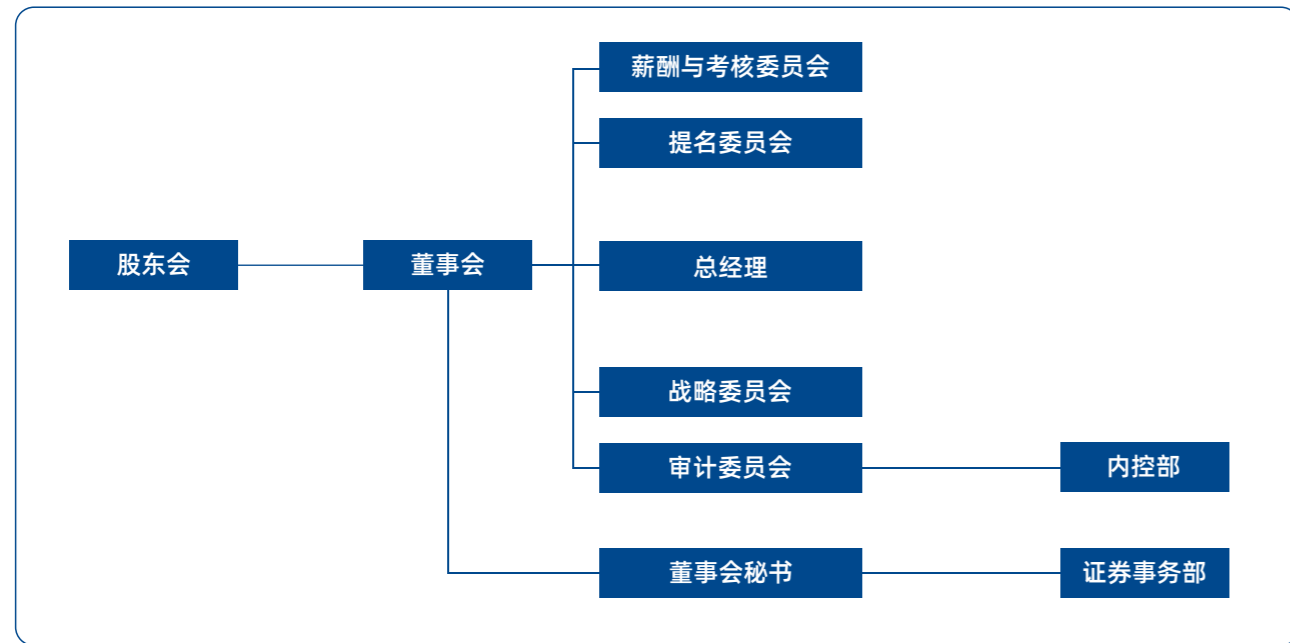 薪酬与考核委员会
提名委员会
股东会
董事会
总经理
战略委员会
审计委员会
内控部
董事会秘书
证券事务部